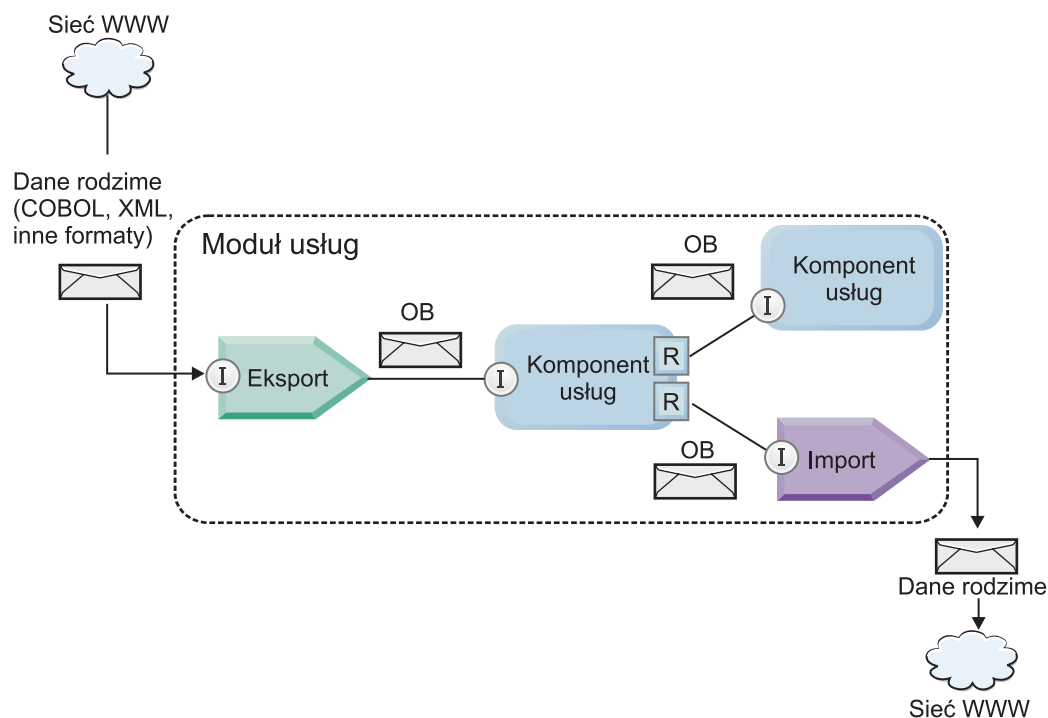 Sieć WWW
Dane rodzime
(COBOL, XML,
inne formaty)
Moduł usług
OB
Komponent
usług
I
OB
I
Eksport
I
Komponent
usług
R
R
OB
I
Import
Dane rodzime
Sieć WWW